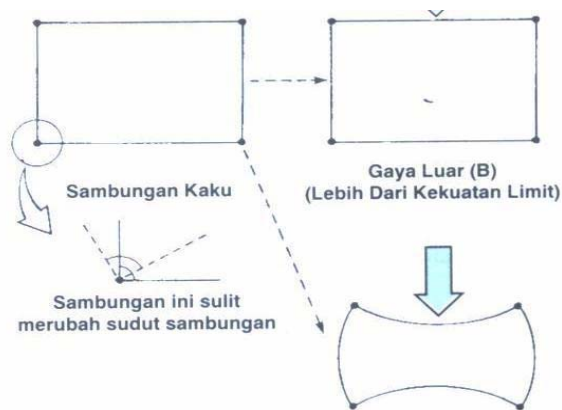 Sambungan Kaku
Gaya Luar (B)
(Lebih Dari Kekuatan Limit)
Sambungan ini sulit
merubah sudut sambungan